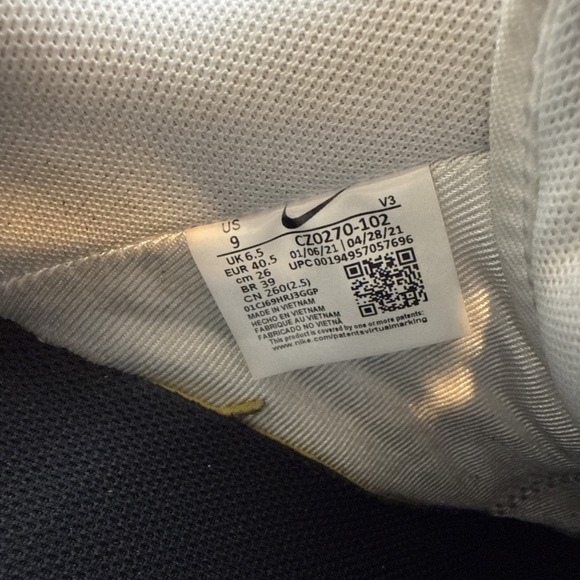 US
9
V3
CZ0270-102
UK 6.5
01/06/21 | 04/28/21
EUR 40.5
UPC 00194957057696
cm 26
BR 39
CN 260(2.5)
01CJ69HRJ3GGP
MADE IN VIETNAM
HECHO EN VIETNAM
FABRIQUE AU VIETNAM
FABRICADO NO VIETNÃ
This product is covered by one or more patents:
www.nike.com/patentsvirtualmarking